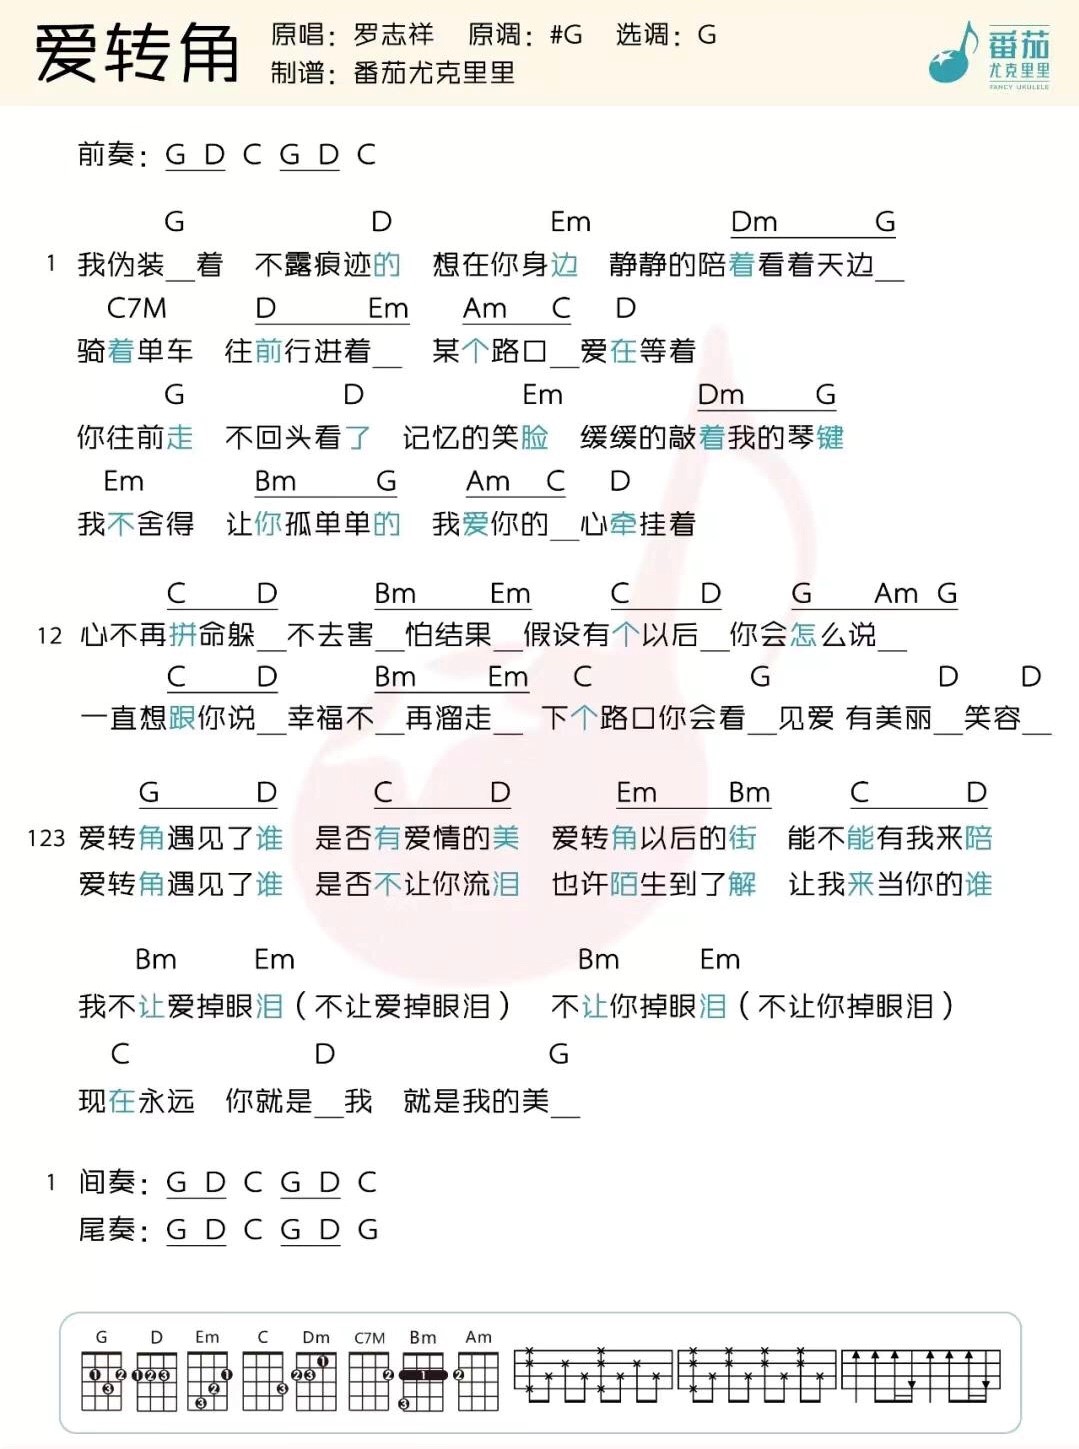 爱转角 原唱：罗志祥 原调：#G 选调：G
制谱：番茄尤克里里
番茄
尤克里里
FANCY UKULELE
前奏：G D C G D C
G D Em Dm G
1 我伪装__着 不露痕迹的 想在你身边 静静的陪着看着天边__
C7M D Em Am C D
骑着单车 往前行进着__ 某个路口__爱在等着
G D Em Dm G
你往前走 不回头看了 记忆的笑脸 缓缓的敲着我的琴键
Em Bm G Am C D
我不舍得 让你孤单单的 我爱你的__心牵挂着
C D Bm Em C D G Am G
12 心不再拼命躲__不去害__怕结果__假设有个以后__你会怎么说__
C D Bm Em C G D D
一直想跟你说__幸福不__再溜走__ 下个路口你会看__见爱 有美丽__笑容__
G D C D Em Bm C D
123 爱转角遇见了谁 是否有爱情的美 爱转角以后的街 能不能有我来陪
爱转角遇见了谁 是否不让你流泪 也许陌生到了解 让我来当你的谁
Bm Em Bm Em
我不让爱掉眼泪（不让爱掉眼泪） 不让你掉眼泪（不让你掉眼泪）
C D G
现在永远 你就是__我 就是我的美__
1 间奏：G D C G D C
尾奏：G D C G D G
G D Em C Dm C7M Bm Am